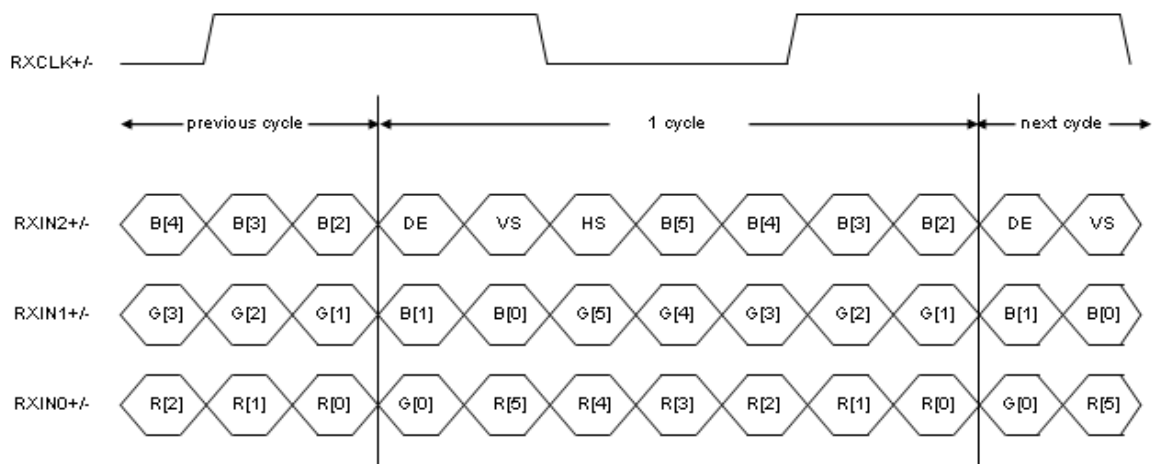 RXCLK+/-
previous cycle 1 cycle next cycle
RXIN2+/- B[4] B[3] B[2] DE VS HS B[5] B[4] B[3] B[2] DE VS
RXIN1+/- G[3] G[2] G[1] B[1] B[0] G[5] G[4] G[3] G[2] G[1] B[1] B[0]
RXIN0+/- R[2] R[1] R[0] G[0] R[5] R[4] R[3] R[2] R[1] R[0] G[0] R[5]